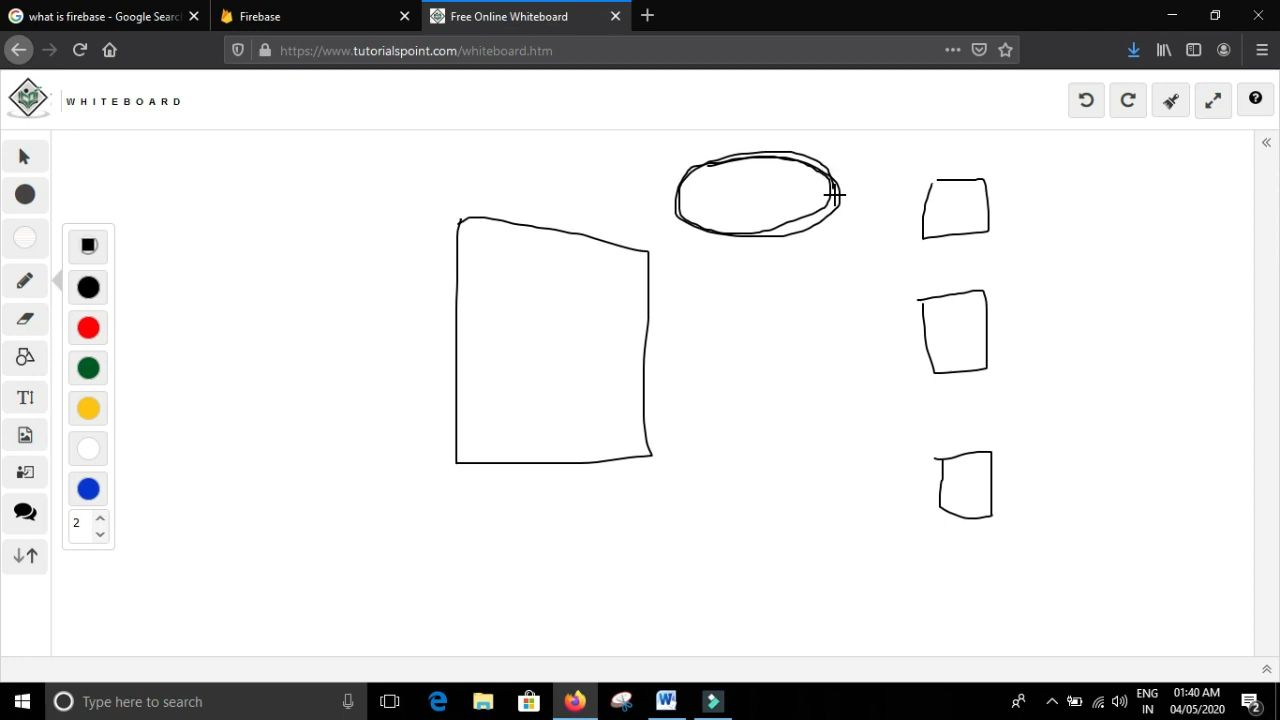 what is firebase - Google Searc
Firebase
Free Online Whiteboard
https://www.tutorialspoint.com/whiteboard.htm
WHITEBOARD
2
Type here to search
ENG
IN
01:40 AM
04/05/2020
2